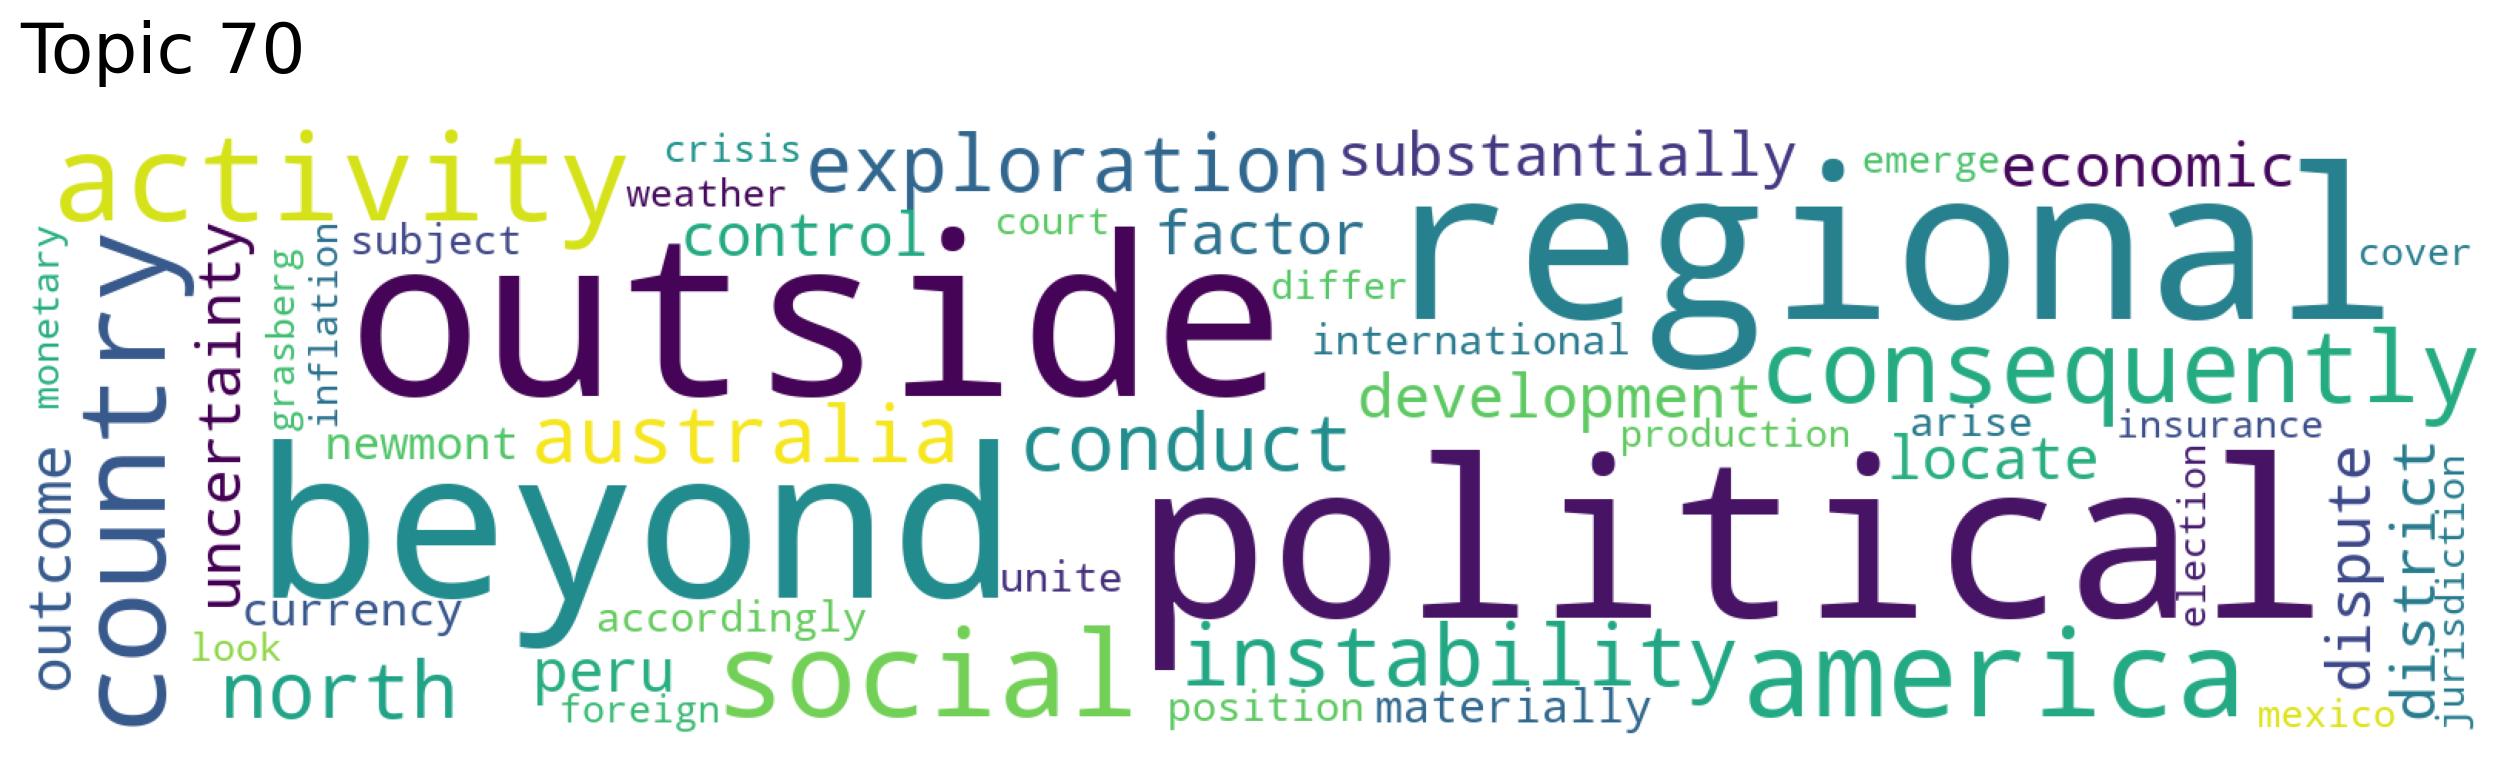 Topic 70
activity
crisis
exploration
substantially
emerge
economic
weather
regional
monetary
country
uncertainty
grasberg
inflation
subject
control
court
factor
cover
outside
differ
international
consequently
development
newmont
australia
conduct
production
arise
insurance
locate
outcome
beyond
political
election
dispute
district
jurisdiction
unite
currency
accordingly
look
north
peru
social
instability
america
foreign
position
materially
mexico